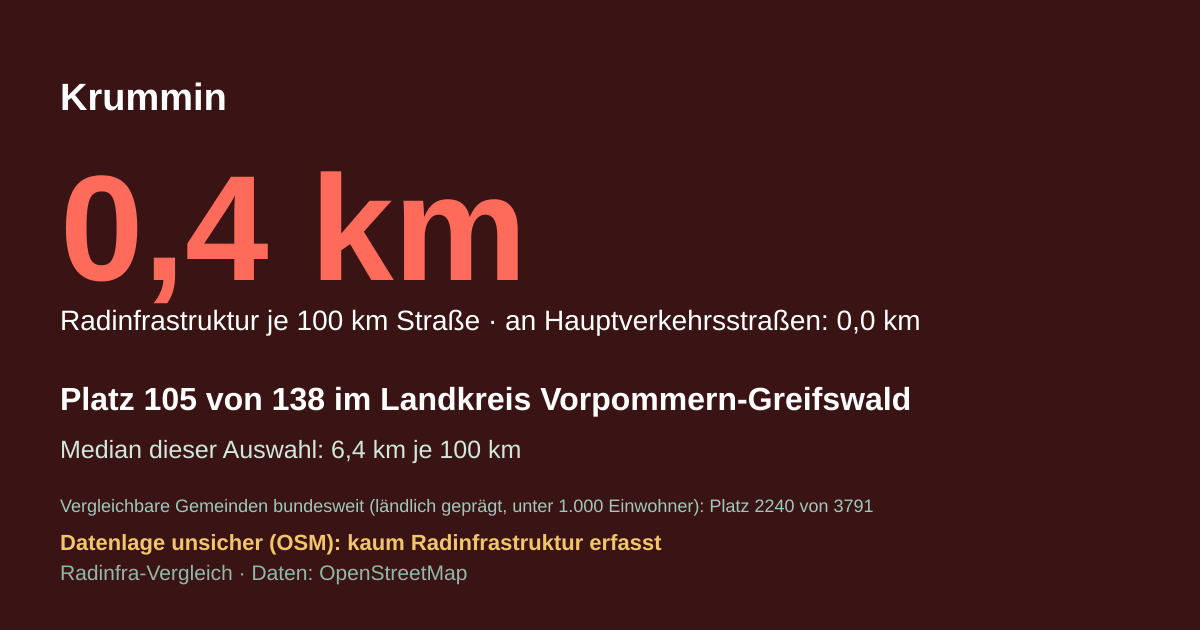 Krummin
0,4 km
Radinfrastruktur je 100 km Straße · an Hauptverkehrsstraßen: 0,0 km
Platz 105 von 138 im Landkreis Vorpommern-Greifswald
Median dieser Auswahl: 6,4 km je 100 km
Vergleichbare Gemeinden bundesweit (ländlich geprägt, unter 1.000 Einwohner): Platz 2240 von 3791
Datenlage unsicher (OSM): kaum Radinfrastruktur erfasst
Radinfra-Vergleich · Daten: OpenStreetMap